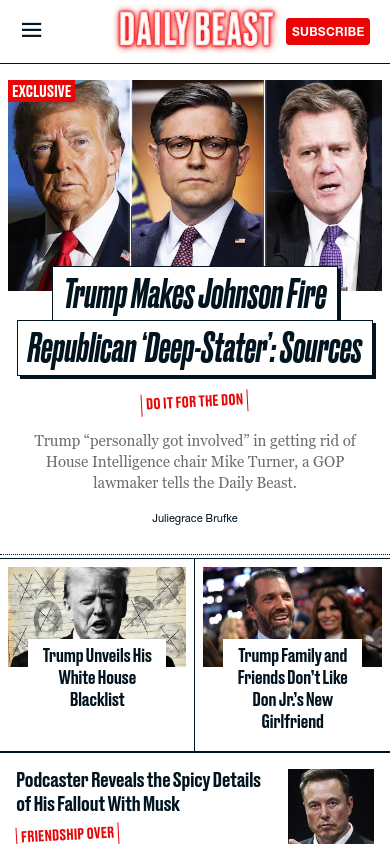 DAILY BEAST
SUBSCRIBE
EXCLUSIVE
Trump Makes Johnson Fire
Republican ‘Deep-Stater’: Sources
DO IT FOR THE DON
Trump “personally got involved” in getting rid of
House Intelligence chair Mike Turner, a GOP
lawmaker tells the Daily Beast.
Juliegrace Brufke
Trump Unveils His
White House
Blacklist
Trump Family and
Friends Don’t Like
Don Jr.’s New
Girlfriend
Podcaster Reveals the Spicy Details
of His Fallout With Musk
FRIENDSHIP OVER